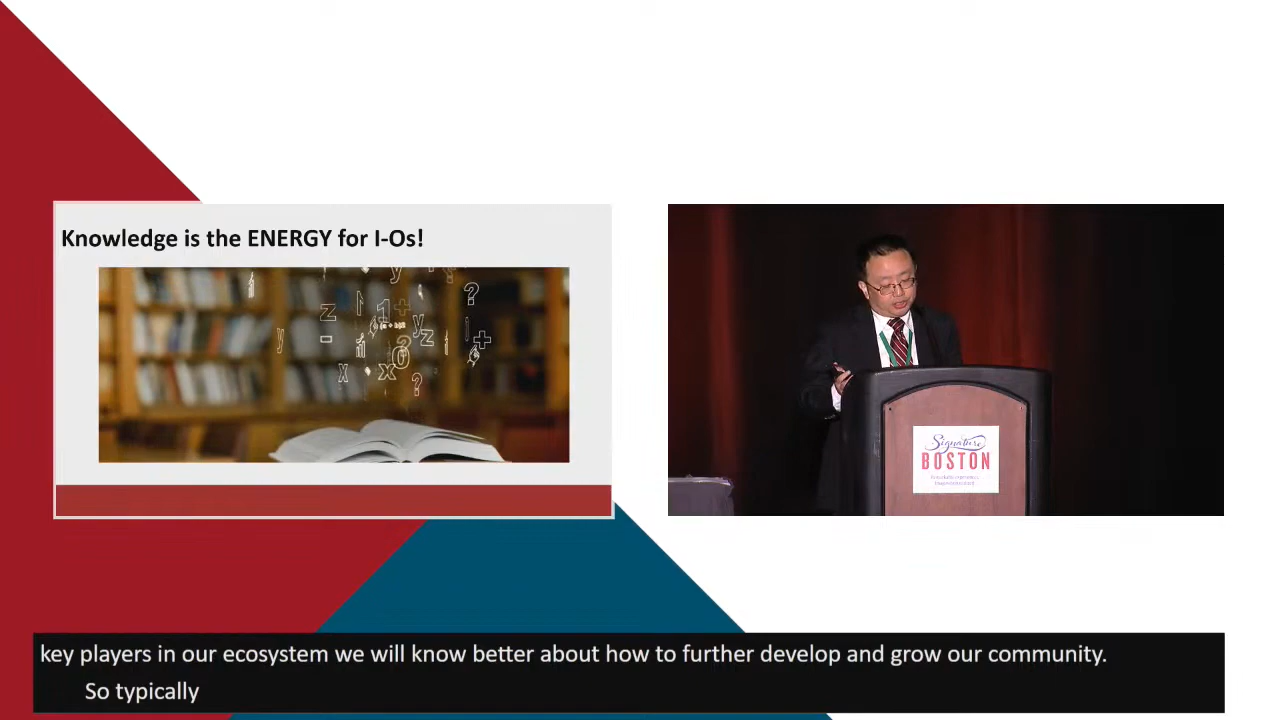 Knowledge is the ENERGY for I-Os!
Signature
BOSTON
key players in our ecosystem we will know better about how to further develop and grow our community.
So typically